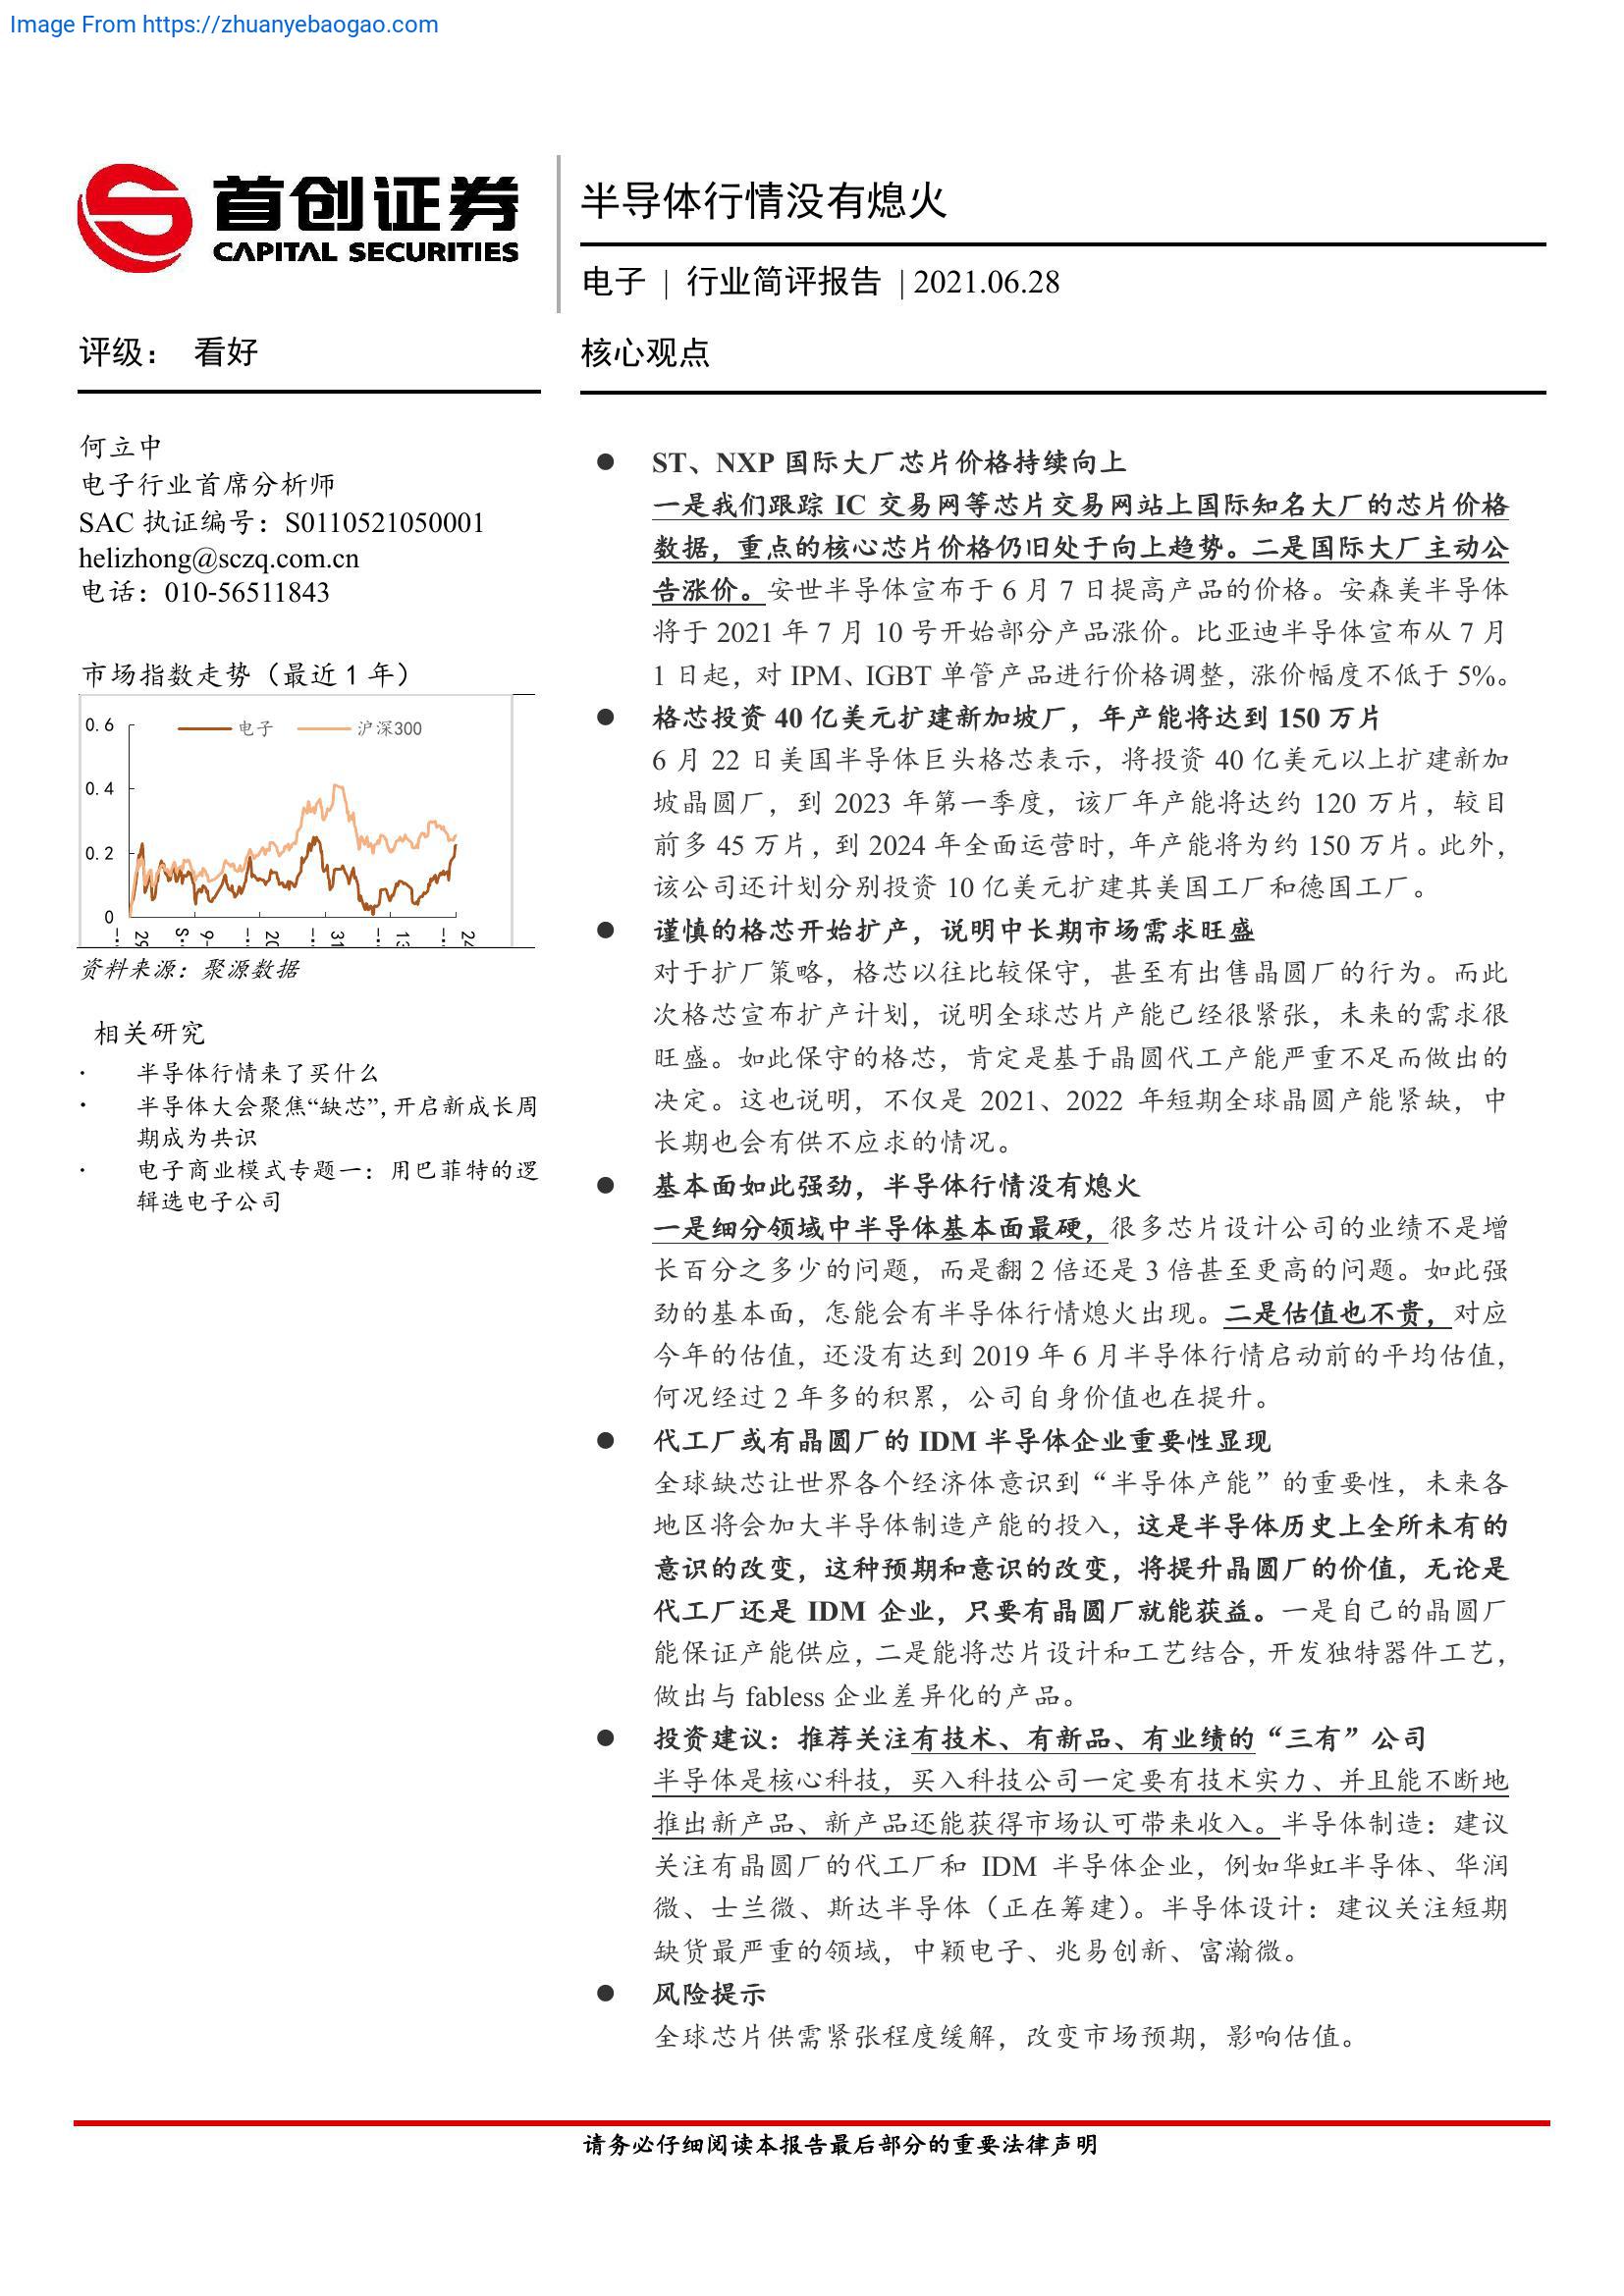 Image From https://zhuanyebaogao.com
首创证券
CAPITAL SECURITIES
半导体行情没有熄火
电子 | 行业简评报告 | 2021.06.28
评级： 看好
何立中
电子行业首席分析师
SAC 执证编号：S0110521050001
helizhong@sczq.com.cn
电话：010-56511843
市场指数走势（最近 1 年）
电子 沪深300
0.6
0.4
0.2
0
资料来源：聚源数据
相关研究
· 半导体行情来了买什么
· 半导体大会聚焦“缺芯”，开启新成长周
期成为共识
· 电子商业模式专题一：用巴菲特的逻
辑选电子公司
核心观点
● ST、NXP 国际大厂芯片价格持续向上
一是我们跟踪 IC 交易网等芯片交易网站上国际知名大厂的芯片价格
数据，重点的核心芯片价格仍旧处于向上趋势。二是国际大厂主动公
告涨价。安世半导体宣布于 6 月 7 日提高产品的价格。安森美半导体
将于 2021 年 7 月 10 号开始部分产品涨价。比亚迪半导体宣布从 7 月
1 日起，对 IPM、IGBT 单管产品进行价格调整，涨价幅度不低于 5%。
● 格芯投资 40 亿美元扩建新加坡厂，年产能将达到 150 万片
6 月 22 日美国半导体巨头格芯表示，将投资 40 亿美元以上扩建新加
坡晶圆厂，到 2023 年第一季度，该厂年产能将达约 120 万片，较目
前多 45 万片，到 2024 年全面运营时，年产能将为约 150 万片。此外，
该公司还计划分别投资 10 亿美元扩建其美国工厂和德国工厂。
● 谨慎的格芯开始扩产，说明中长期市场需求旺盛
对于扩厂策略，格芯以往比较保守，甚至有出售晶圆厂的行为。而此
次格芯宣布扩产计划，说明全球芯片产能已经很紧张，未来的需求很
旺盛。如此保守的格芯，肯定是基于晶圆代工产能严重不足而做出的
决定。这也说明，不仅是 2021、2022 年短期全球晶圆产能紧缺，中
长期也会有供不应求的情况。
● 基本面如此强劲，半导体行情没有熄火
一是细分领域中半导体基本面最硬，很多芯片设计公司的业绩不是增
长百分之多少的问题，而是翻 2 倍还是 3 倍甚至更高的问题。如此强
劲的基本面，怎能会有半导体行情熄火出现。二是估值也不贵，对应
今年的估值，还没有达到 2019 年 6 月半导体行情启动前的平均估值，
何况经过 2 年多的积累，公司自身价值也在提升。
● 代工厂或有晶圆厂的 IDM 半导体企业重要性显现
全球缺芯让世界各个经济体意识到“半导体产能”的重要性，未来各
地区将会加大半导体制造产能的投入，这是半导体历史上全所未有的
意识的改变，这种预期和意识的改变，将提升晶圆厂的价值，无论是
代工厂还是 IDM 企业，只要有晶圆厂就能获益。一是自己的晶圆厂
能保证产能供应，二是能将芯片设计和工艺结合，开发独特器件工艺，
做出与 fabless 企业差异化的产品。
● 投资建议：推荐关注有技术、有新品、有业绩的“三有”公司
半导体是核心科技，买入科技公司一定要有技术实力、并且能不断地
推出新产品、新产品还能获得市场认可带来收入。半导体制造：建议
关注有晶圆厂的代工厂和 IDM 半导体企业，例如华虹半导体、华润
微、士兰微、斯达半导体（正在筹建）。半导体设计：建议关注短期
缺货最严重的领域，中颖电子、兆易创新、富瀚微。
● 风险提示
全球芯片供需紧张程度缓解，改变市场预期，影响估值。
请务必仔细阅读本报告最后部分的重要法律声明